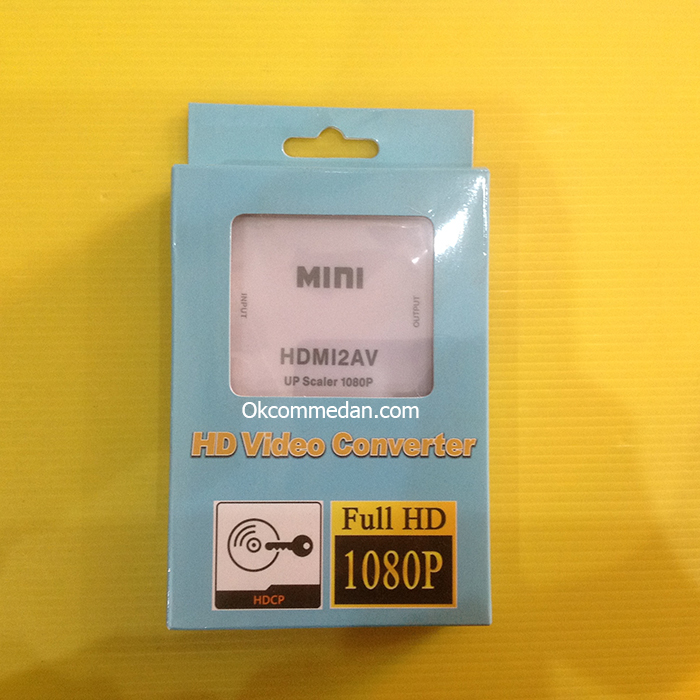 MINI
INPUT
OUTPUT
HDMI2AV
UP Scaler 1080P
Okcommedan.com
HD Video Converter
Full HD
1080P
HDCP